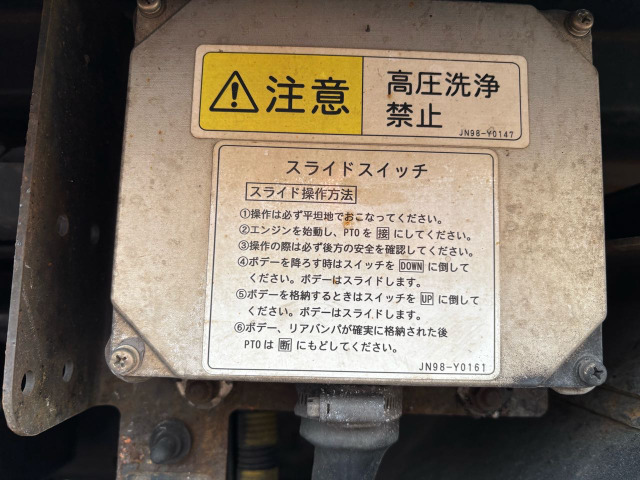 注意
高圧洗浄
禁止
JN98-Y0147
スライドスイッチ
スライド操作方法
①操作は必ず平坦地でおこなってください。
②エンジンを始動し、PTOを 接 にしてください。
③操作の際は必ず後方の安全を確認してください。
④ボデーを降ろす時はスイッチを DOWN に倒して
ください。ボデーはスライドします。
⑤ボデーを格納するときはスイッチを UP に倒して
ください。ボデーはスライドします。
⑥ボデー、リアバンパが確実に格納された後
PTOは 断 にもどしてください。
JN98-Y0161